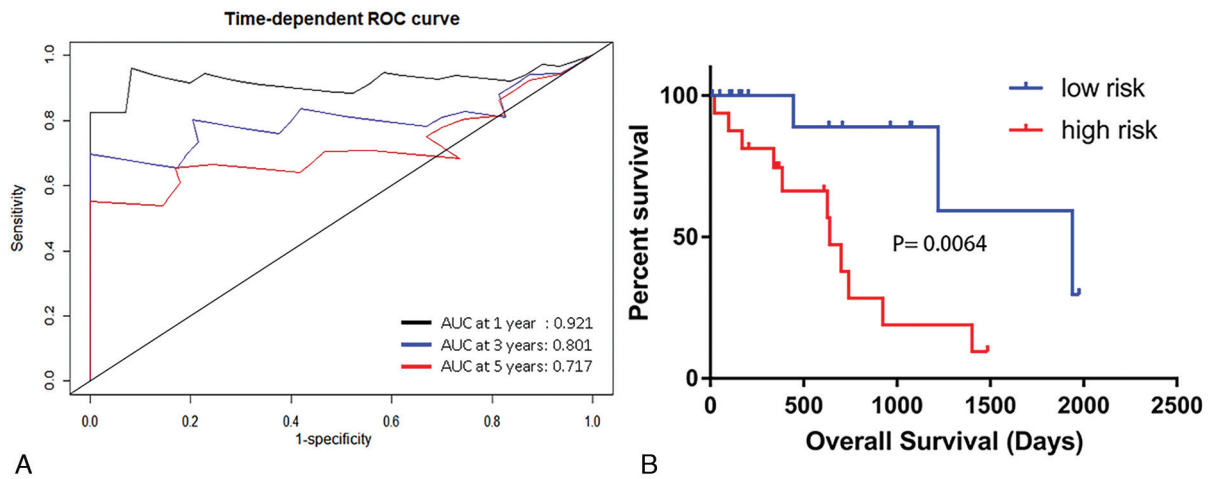 Time-dependent ROC curve
Sensitivity
1.0
0.8
0.6
0.4
0.2
0.0
AUC at 1 year : 0.921
AUC at 3 years: 0.801
AUC at 5 years: 0.717
0.0 0.2 0.4 0.6 0.8 1.0
1-specificity
A
Percent survival
100
50
0
low risk
high risk
P= 0.0064
0 500 1000 1500 2000 2500
Overall Survival (Days)
B